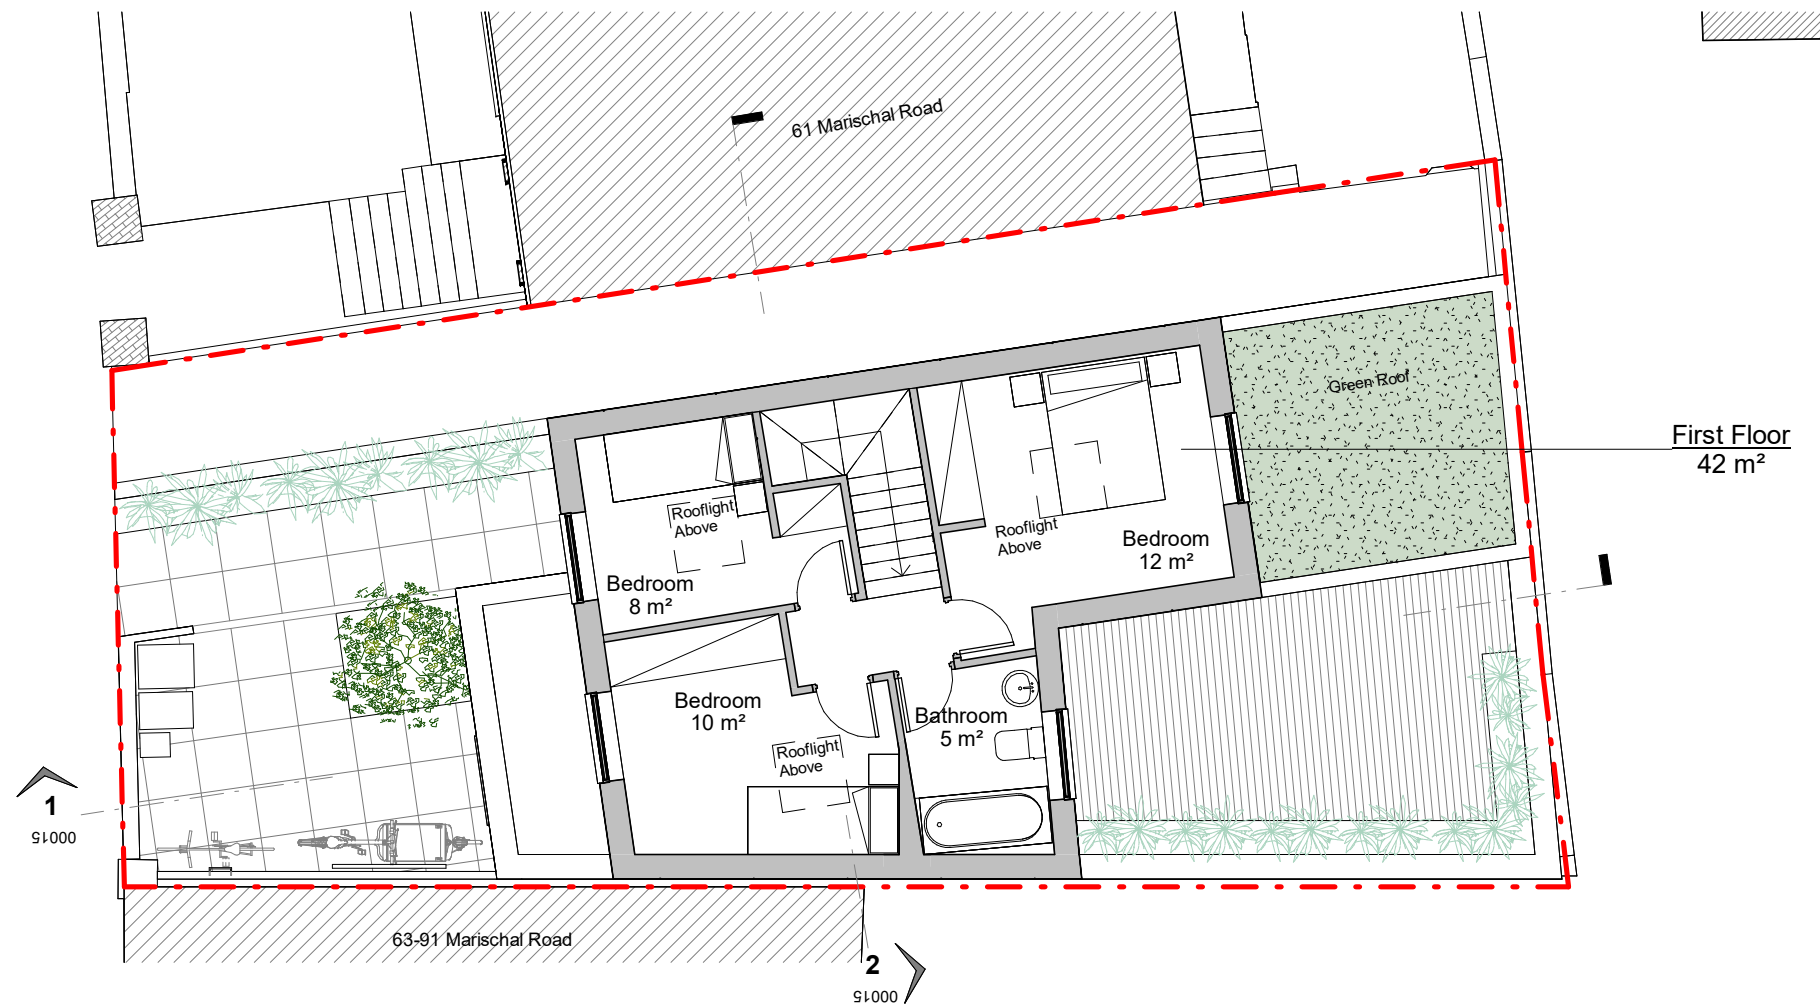 61 Marischal Road
Green Roof
First Floor
42 m²
Rooflight
Above
Rooflight
Above
Bedroom
12 m²
Bedroom
8 m²
Bedroom
10 m²
Bathroom
5 m²
Rooflight
Above
1
00015
63-91 Marischal Road
2
00015